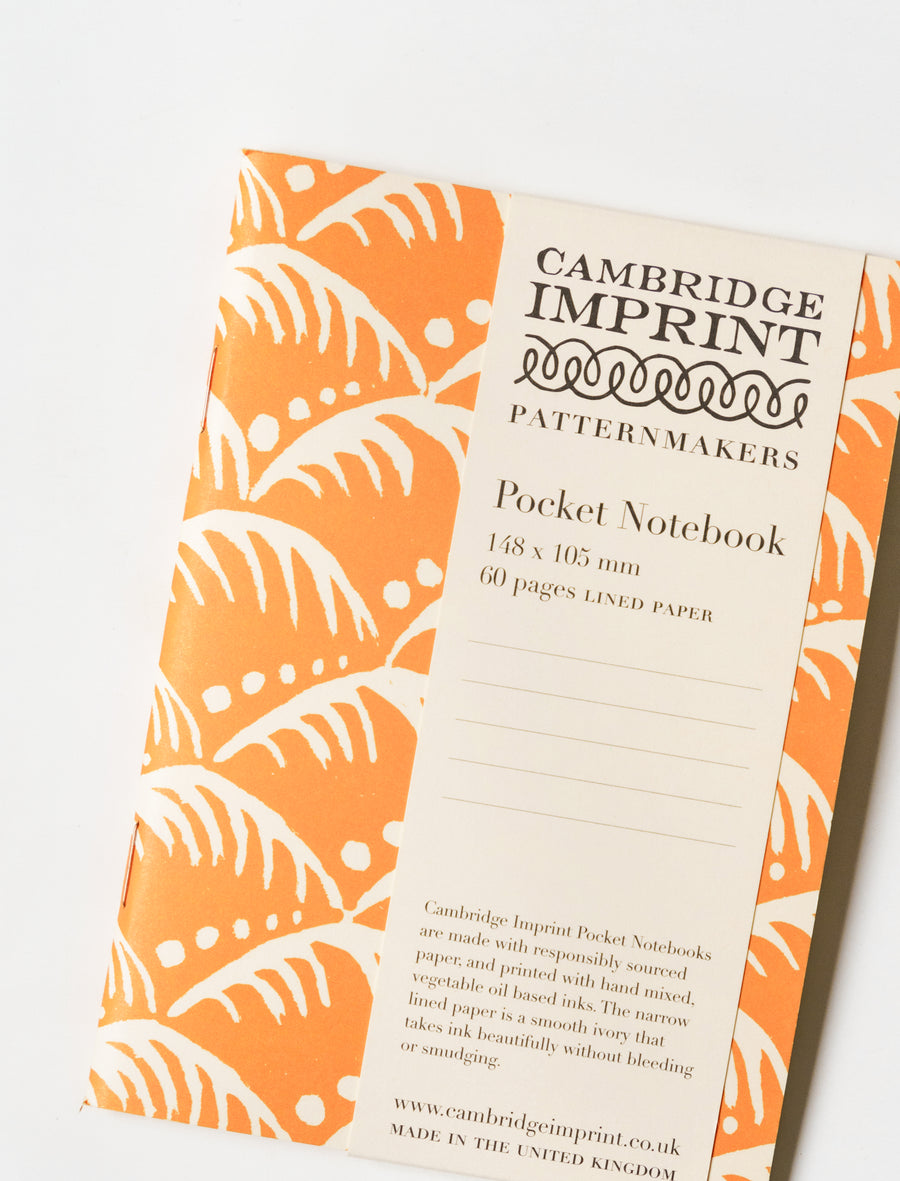 CAMBRIDGE
IMPRINT
PATTERNMAKERS
Pocket Notebook
148 x 105 mm
60 pages LINED PAPER
Cambridge Imprint Pocket Notebooks
are made with responsibly sourced
paper, and printed with hand mixed,
vegetable oil based inks. The narrow
lined paper is a smooth ivory that
takes ink beautifully without bleeding
or smudging.
www.cambridgeimprint.co.uk
MADE IN THE UNITED KINGDOM